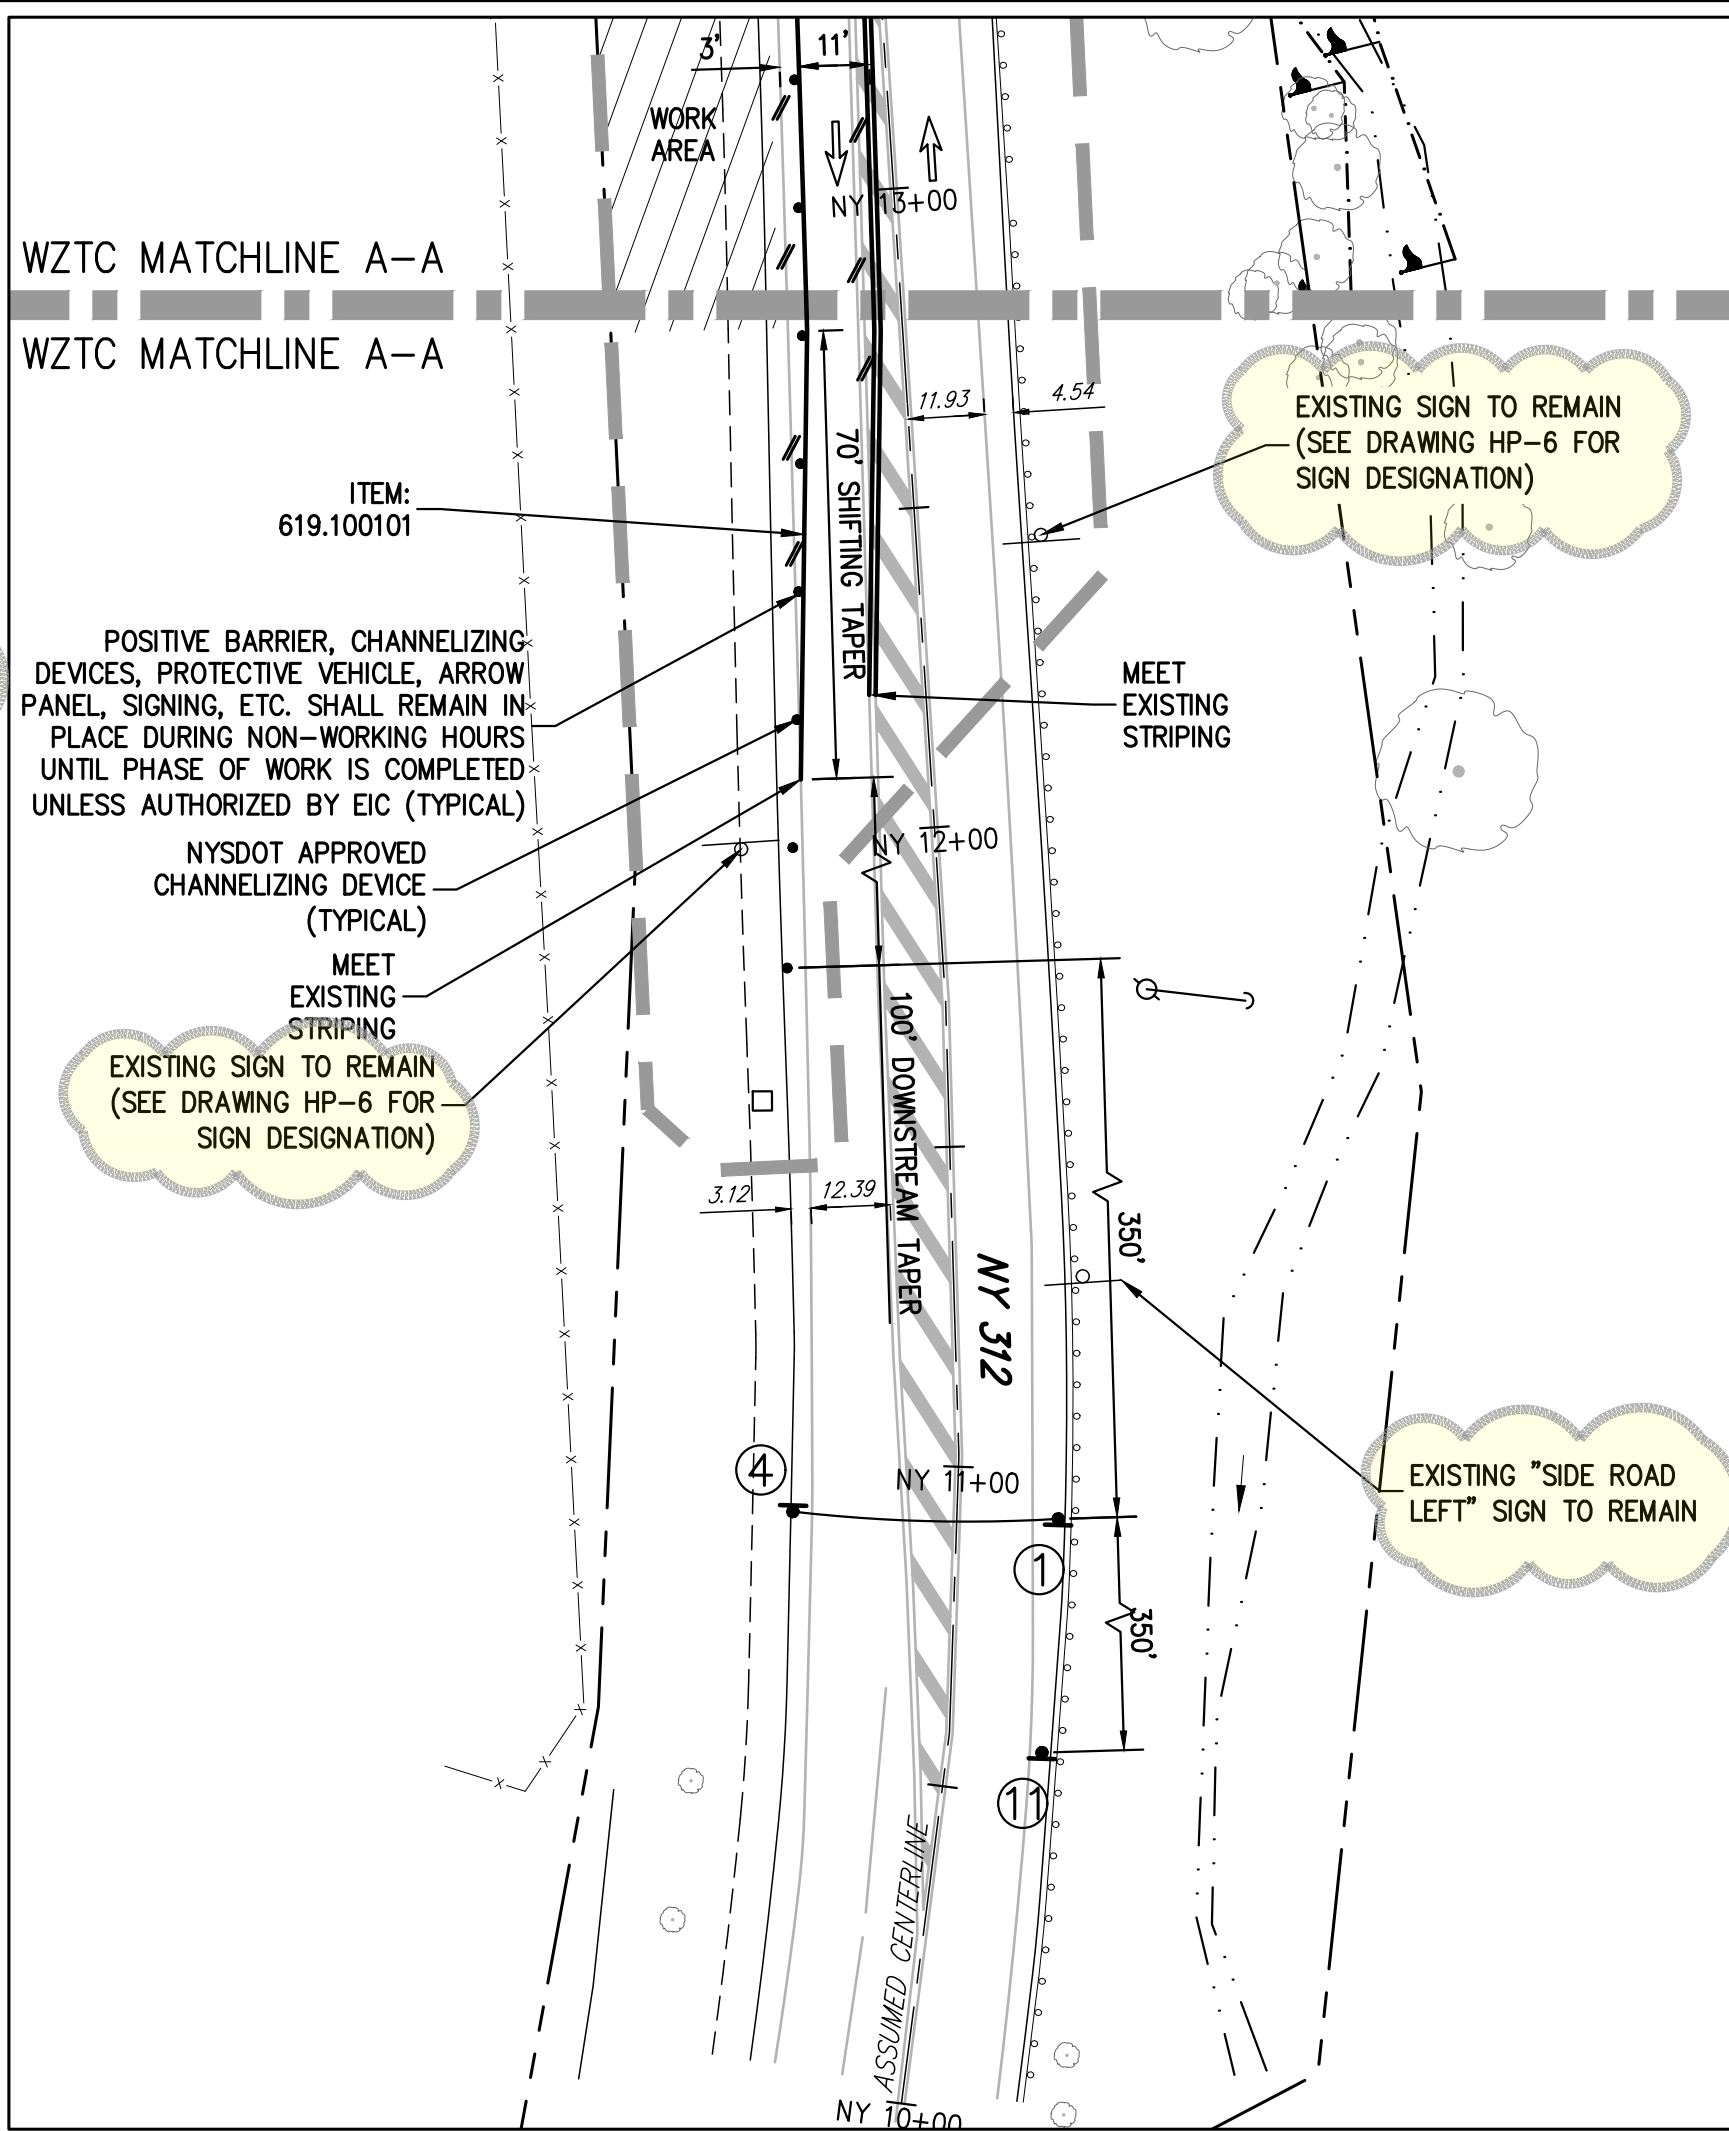 3'
11'
WORK
AREA
NY 13+00
WZTC MATCHLINE A-A
WZTC MATCHLINE A-A
11.93
4.54
EXISTING SIGN TO REMAIN
(SEE DRAWING HP-6 FOR
SIGN DESIGNATION)
70' SHIFTING TAPER
ITEM:
619.100101
POSITIVE BARRIER, CHANNELIZING
DEVICES, PROTECTIVE VEHICLE, ARROW
PANEL, SIGNING, ETC. SHALL REMAIN IN
PLACE DURING NON-WORKING HOURS
UNTIL PHASE OF WORK IS COMPLETED
UNLESS AUTHORIZED BY EIC (TYPICAL)
MEET
EXISTING
STRIPING
NY 12+00
NYSDOT APPROVED
CHANNELIZING DEVICE
(TYPICAL)
MEET
EXISTING
STRIPING
EXISTING SIGN TO REMAIN
(SEE DRAWING HP-6 FOR
SIGN DESIGNATION)
100' DOWNSTREAM TAPER
3.12
12.39
350'
NY 312
4
NY 11+00
EXISTING "SIDE ROAD
LEFT" SIGN TO REMAIN
1
350'
11
ASSUMED CENTERLINE
NY 10+00